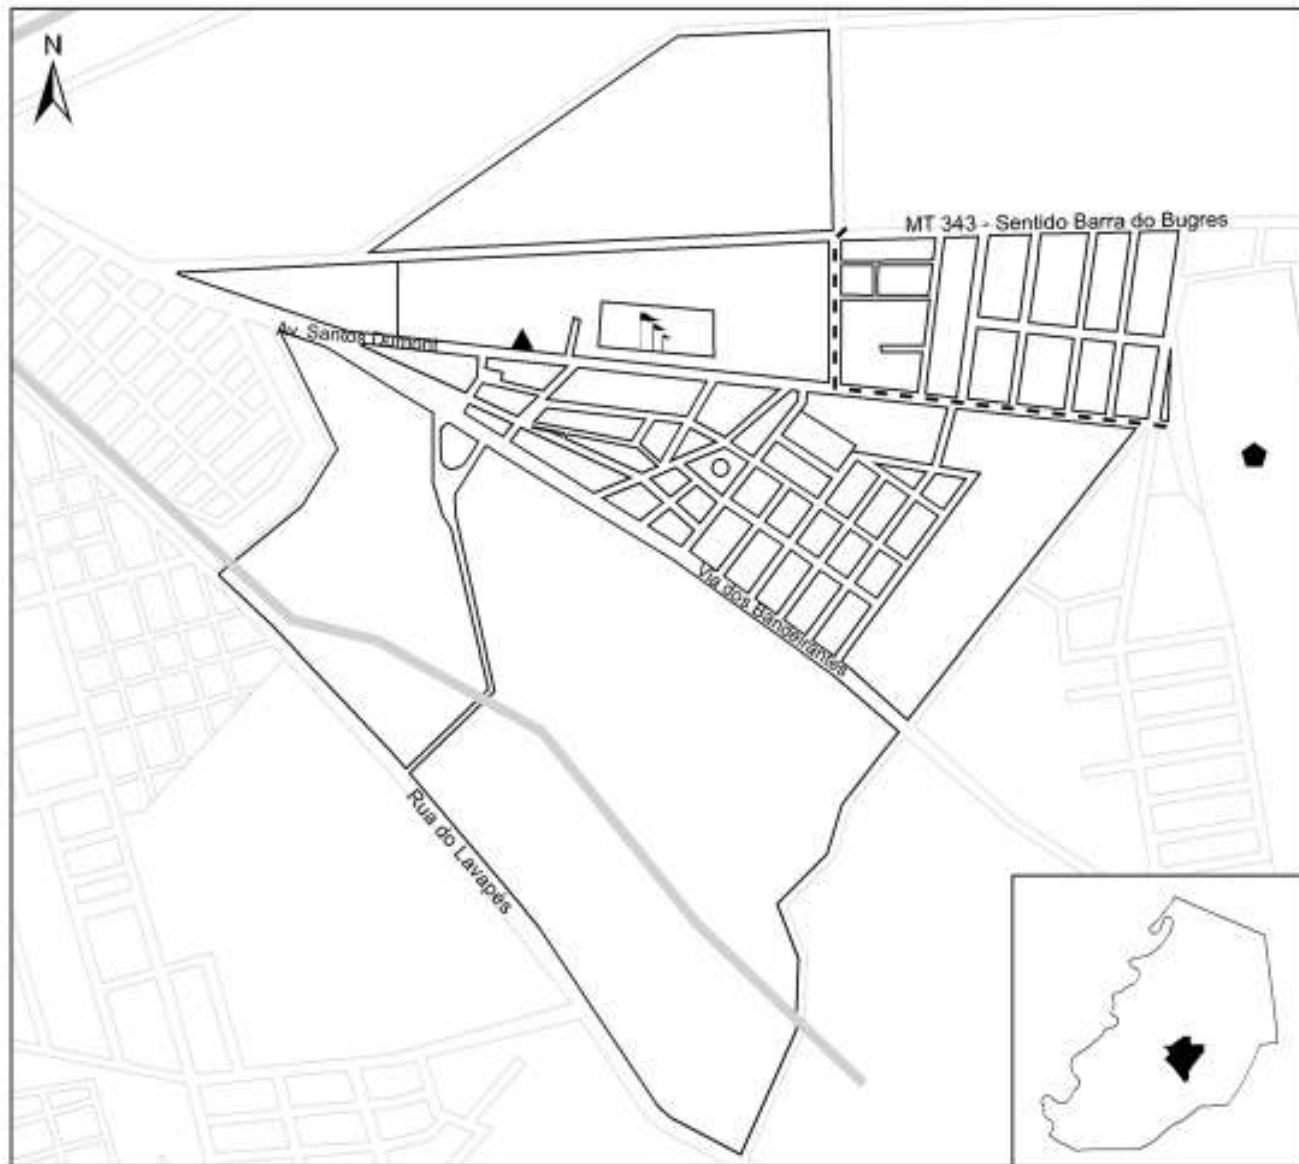 N
MT 343 - Sentido Barra do Bugres
Av. Santos Dumont
Via dos Bandeirantes
Rua do Lavapés